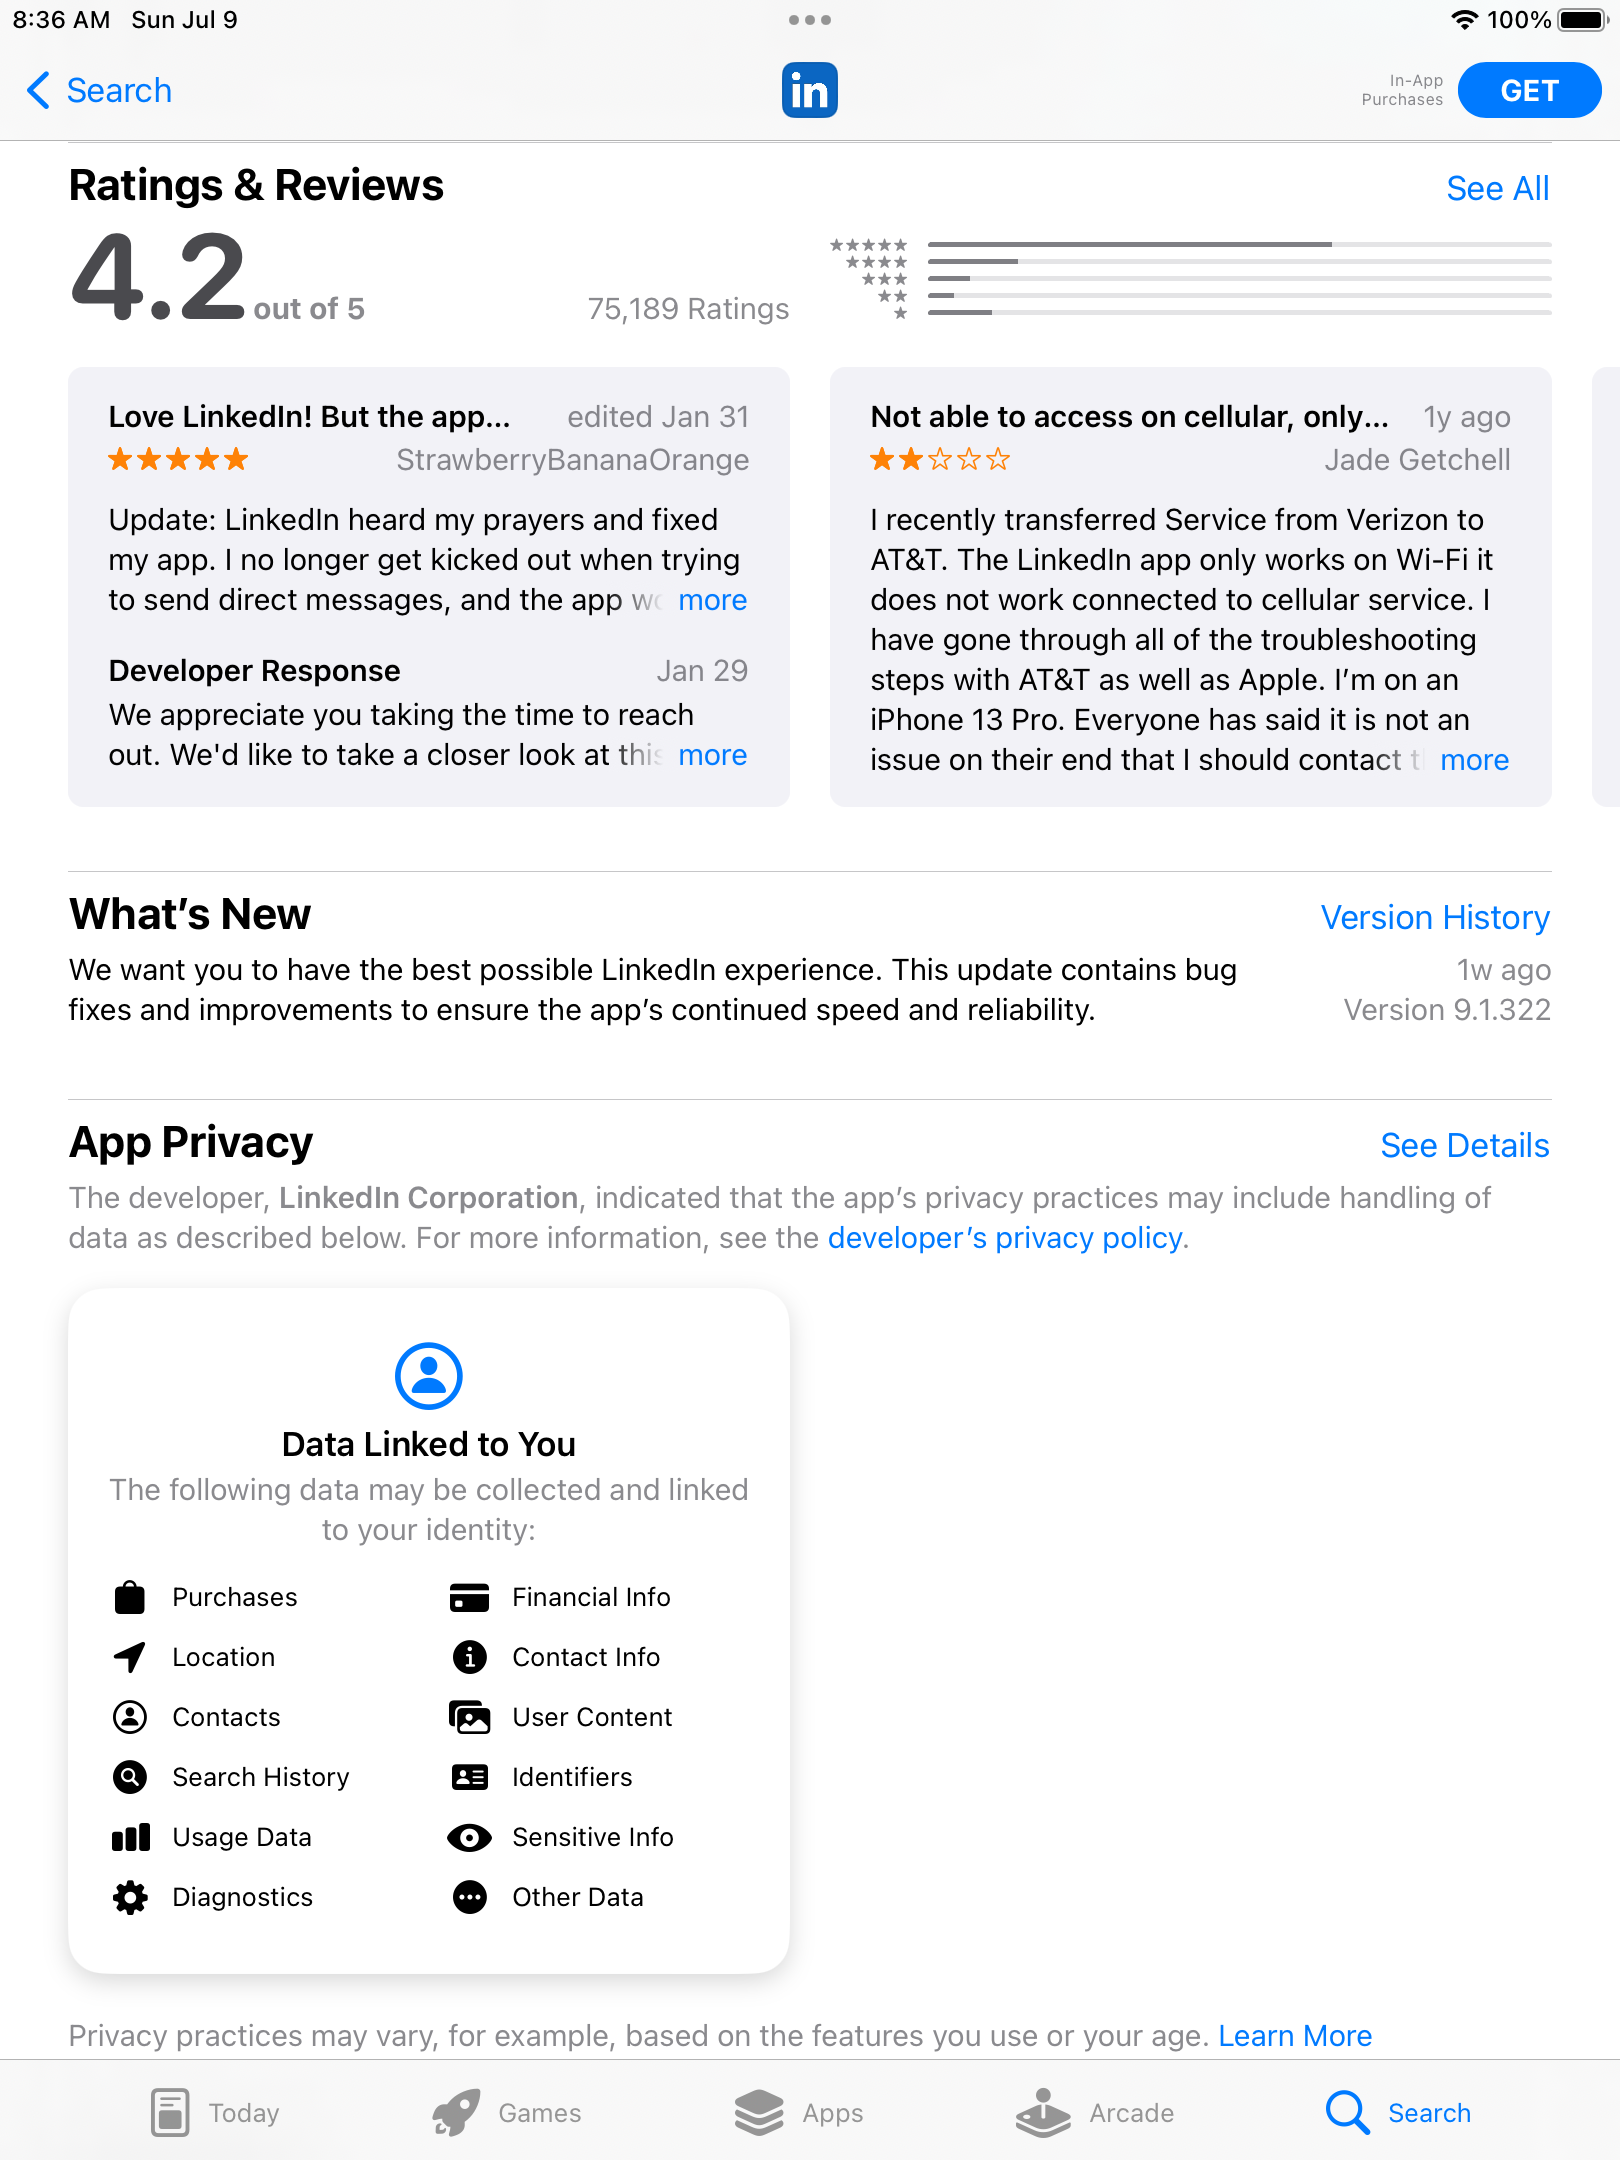 8:36 AM Sun Jul 9
100%
Search
in
In-App
Purchases
GET
Ratings & Reviews
See All
4.2 out of 5
75,189 Ratings
Love LinkedIn! But the app...
edited Jan 31
StrawberryBananaOrange
Update: LinkedIn heard my prayers and fixed
my app. I no longer get kicked out when trying
to send direct messages, and the app more
Developer Response
Jan 29
We appreciate you taking the time to reach
out. We'd like to take a closer look at this more
Not able to access on cellular, only...
1y ago
Jade Getchell
I recently transferred Service from Verizon to
AT&T. The LinkedIn app only works on Wi-Fi it
does not work connected to cellular service. I
have gone through all of the troubleshooting
steps with AT&T as well as Apple. I’m on an
iPhone 13 Pro. Everyone has said it is not an
issue on their end that I should contact more
What’s New
Version History
We want you to have the best possible LinkedIn experience. This update contains bug
fixes and improvements to ensure the app’s continued speed and reliability.
1w ago
Version 9.1.322
App Privacy
See Details
The developer, LinkedIn Corporation, indicated that the app’s privacy practices may include handling of
data as described below. For more information, see the developer’s privacy policy.
Data Linked to You
The following data may be collected and linked
to your identity:
Purchases
Financial Info
Location
Contact Info
Contacts
User Content
Search History
Identifiers
Usage Data
Sensitive Info
Diagnostics
Other Data
Privacy practices may vary, for example, based on the features you use or your age. Learn More
Today
Games
Apps
Arcade
Search